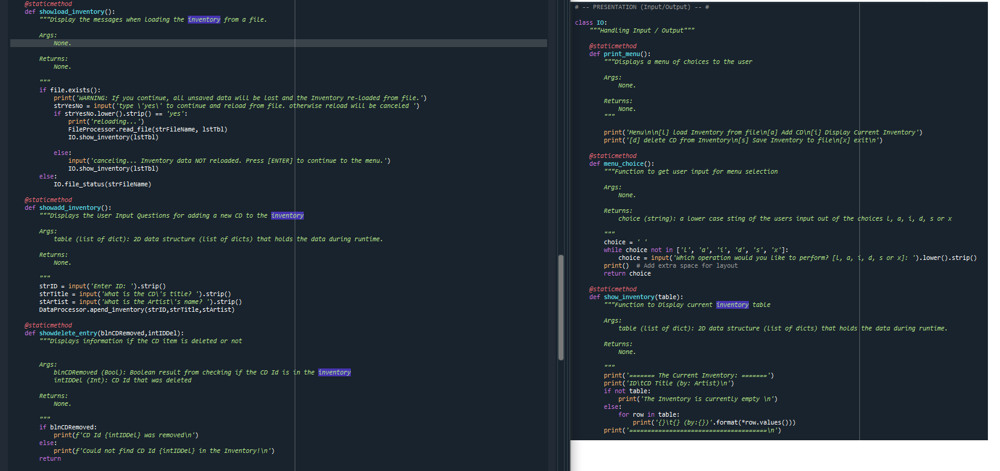 @staticmethod
def showload_inventory():
"""Display the messages when loading the inventory from a file.
Args:
None.
Returns:
None.
"""
if file.exists():
print('WARNING: If you continue, all unsaved data will be lost and the Inventory re-loaded from file.')
strYesNo = input('type \'yes\' to continue and reload from file. otherwise reload will be canceled ')
if strYesNo.lower().strip() == 'yes':
print('reloading...')
FileProcessor.read_file(strFileName, lstTbl)
IO.show_inventory(lstTbl)
else:
input('canceling... Inventory data NOT reloaded. Press [ENTER] to continue to the menu.')
IO.show_inventory(lstTbl)
else:
IO.file_status(strFileName)
@staticmethod
def showadd_inventory():
"""Displays the User Input Questions for adding a new CD to the inventory
Args:
table (list of dict): 2D data structure (list of dicts) that holds the data during runtime.
Returns:
None.
"""
strID = input('Enter ID: ').strip()
strTitle = input('What is the CD\'s title? ').strip()
stArtist = input('What is the Artist\'s name? ').strip()
DataProcessor.apend_inventory(strID,strTitle,stArtist)
@staticmethod
def showdelete_entry(blnCDRemoved,intIDDel):
"""Displays information if the CD item is deleted or not
Args:
blnCDRemoved (Bool): Boolean result from checking if the CD Id is in the inventory
intIDDel (Int): CD Id that was deleted
Returns:
None.
"""
if blnCDRemoved:
print(f'CD Id {intIDDel} was removed\n')
else:
print(f'Could not find CD Id {intIDDel} in the Inventory!\n')
return
# -- PRESENTATION (Input/Output) -- #
class IO:
"""Handling Input / Output"""
@staticmethod
def print_menu():
"""Displays a menu of choices to the user
Args:
None.
Returns:
None.
"""
print('Menu\n\n[l] load Inventory from file\n[a] Add CD\n[i] Display Current Inventory')
print('[d] delete CD from Inventory\n[s] Save Inventory to file\n[x] exit\n')
@staticmethod
def menu_choice():
"""Function to get user input for menu selection
Args:
None.
Returns:
choice (string): a lower case sting of the users input out of the choices l, a, i, d, s or x
"""
choice = ' '
while choice not in ['l', 'a', 'i', 'd', 's', 'x']:
choice = input('Which operation would you like to perform? [l, a, i, d, s or x]: ').lower().strip()
print()  # Add extra space for layout
return choice
@staticmethod
def show_inventory(table):
"""Function to Display current inventory table
Args:
table (list of dict): 2D data structure (list of dicts) that holds the data during runtime.
Returns:
None.
"""
print('======= The Current Inventory: =======')
print('ID\tCD Title (by: Artist)\n')
if not table:
print('The Inventory is currently empty \n')
else:
for row in table:
print('{}\t{} (by:{})'.format(*row.values()))
print('======================================\n')